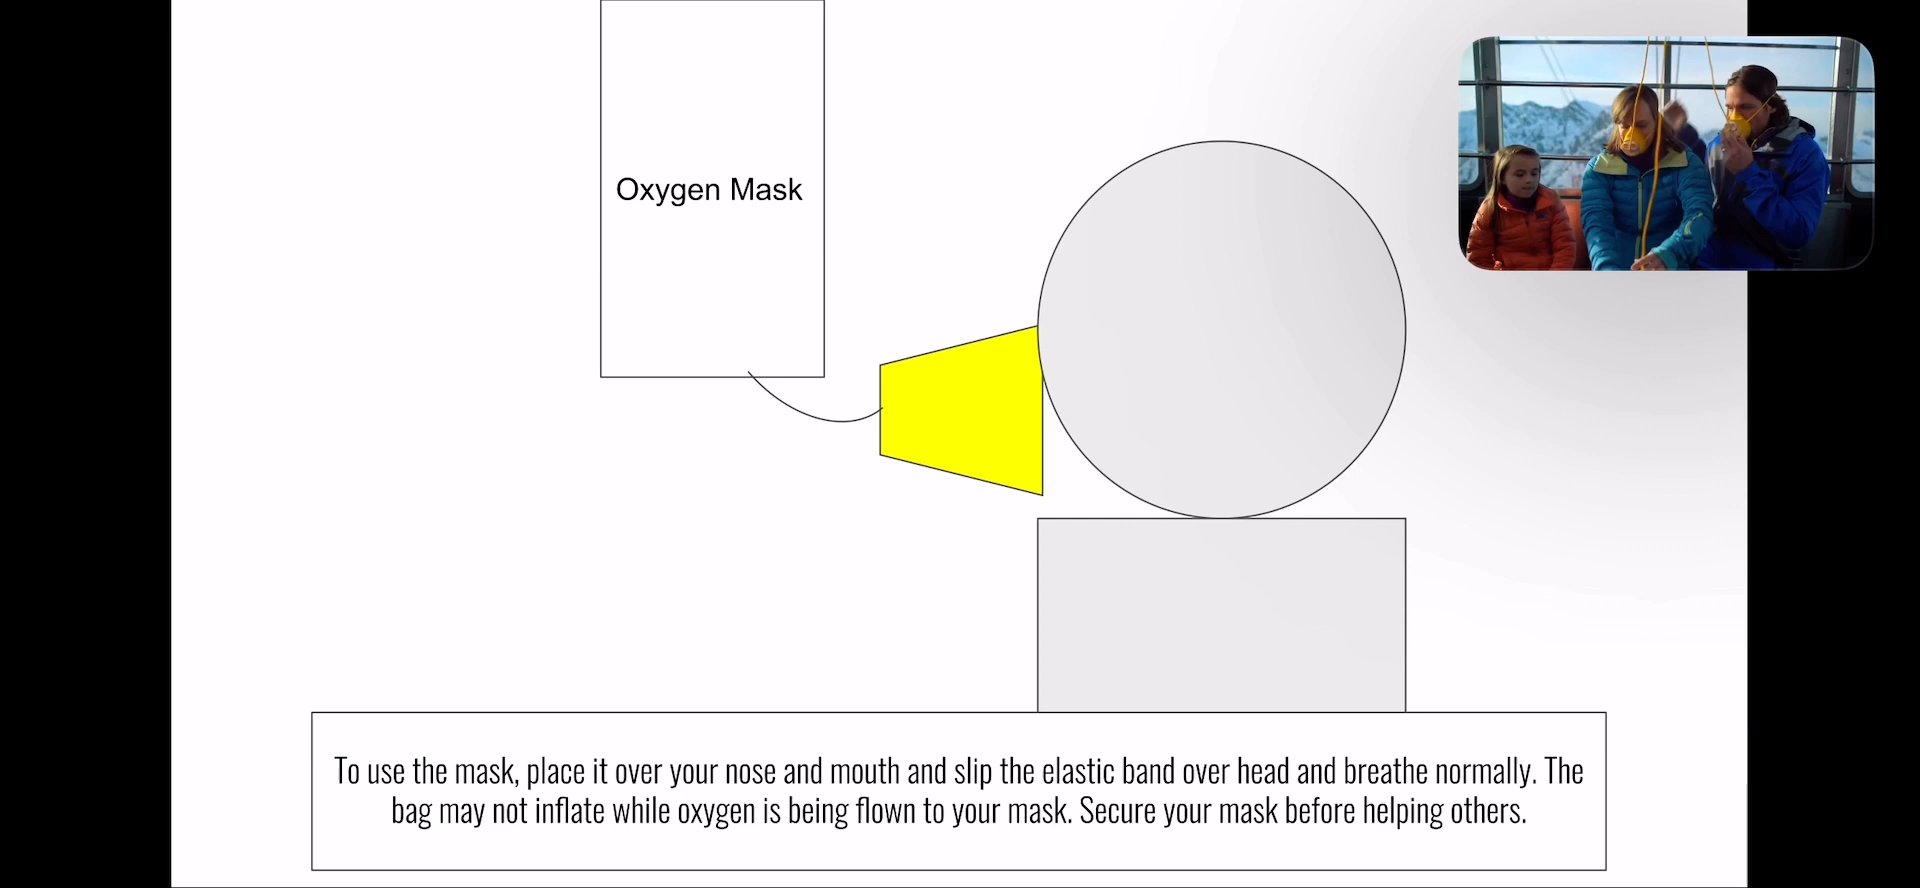 Oxygen Mask
To use the mask, place it over your nose and mouth and slip the elastic band over head and breathe normally. The
bag may not inflate while oxygen is being flown to your mask. Secure your mask before helping others.